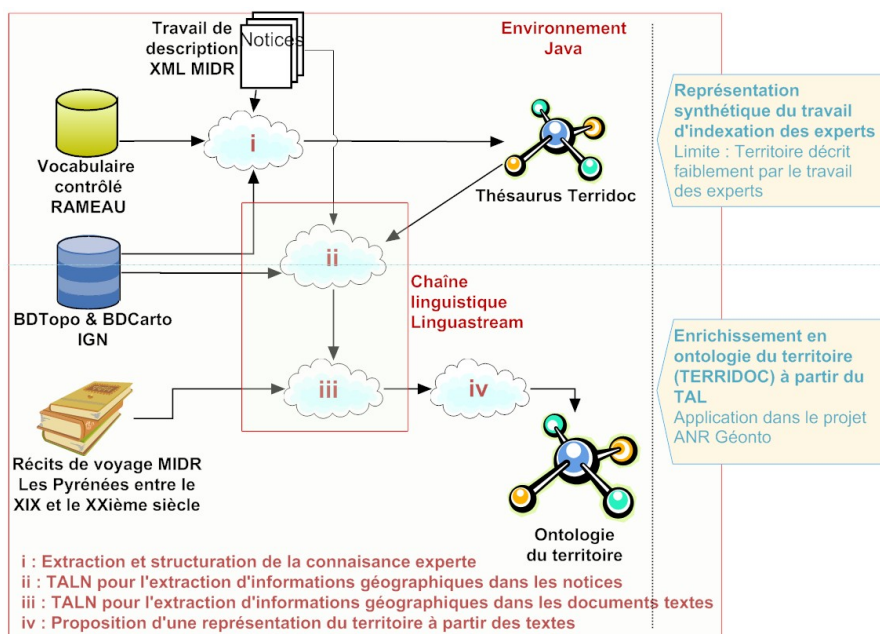 Travail de
description
XML MIDR
Notices
Environnement
Java
i
Vocabulaire
contrôlé
RAMEAU
Thésaurus Terridoc
Représentation
synthétique du travail
d'indexation des experts
Limite : Territoire décrit
faiblement par le travail
des experts
ii
BDTopo & BDCarto
IGN
Chaîne
linguistique
Linguastream
iii
iv
Enrichissement en
ontologie du territoire
(TERRIDOC) à partir du
TAL
Application dans le projet
ANR Géonto
Récits de voyage MIDR
Les Pyrénées entre le
XIX et le XXième siècle
Ontologie
du territoire
i : Extraction et structuration de la connaisance experte
ii : TALN pour l'extraction d'informations géographiques dans les notices
iii : TALN pour l'extraction d'informations géographiques dans les documents textes
iv : Proposition d'une représentation du territoire à partir des textes